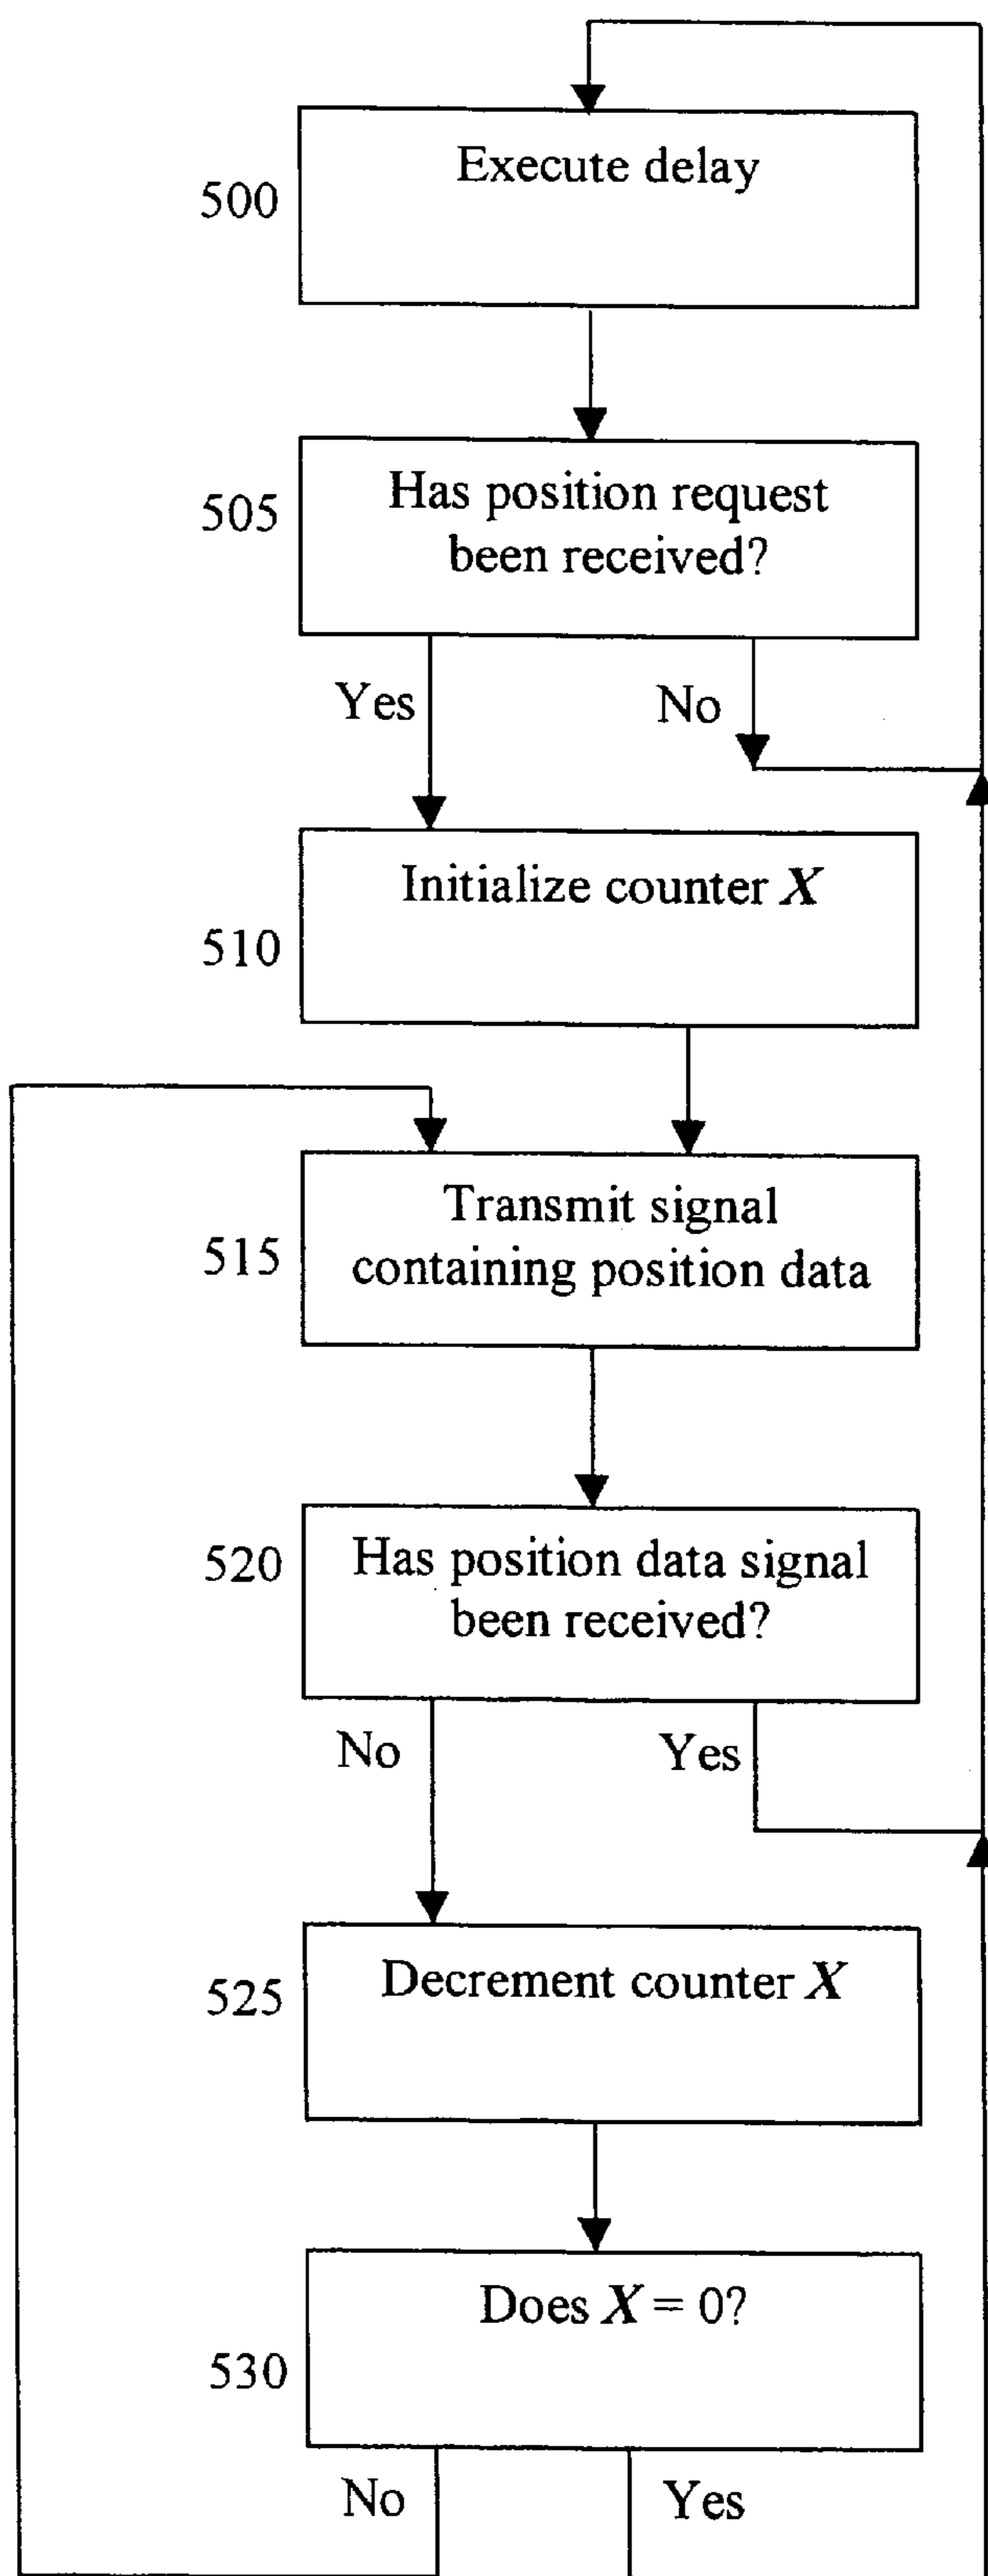 Execute delay
500
Has position request
505
been received?
Yes
No
Initialize counter X
510
Transmit signal
515
containing position data
520
Has position data signal
been received?
No
Yes
Decrement counter X
525
Does X = 0?
530
No
Yes